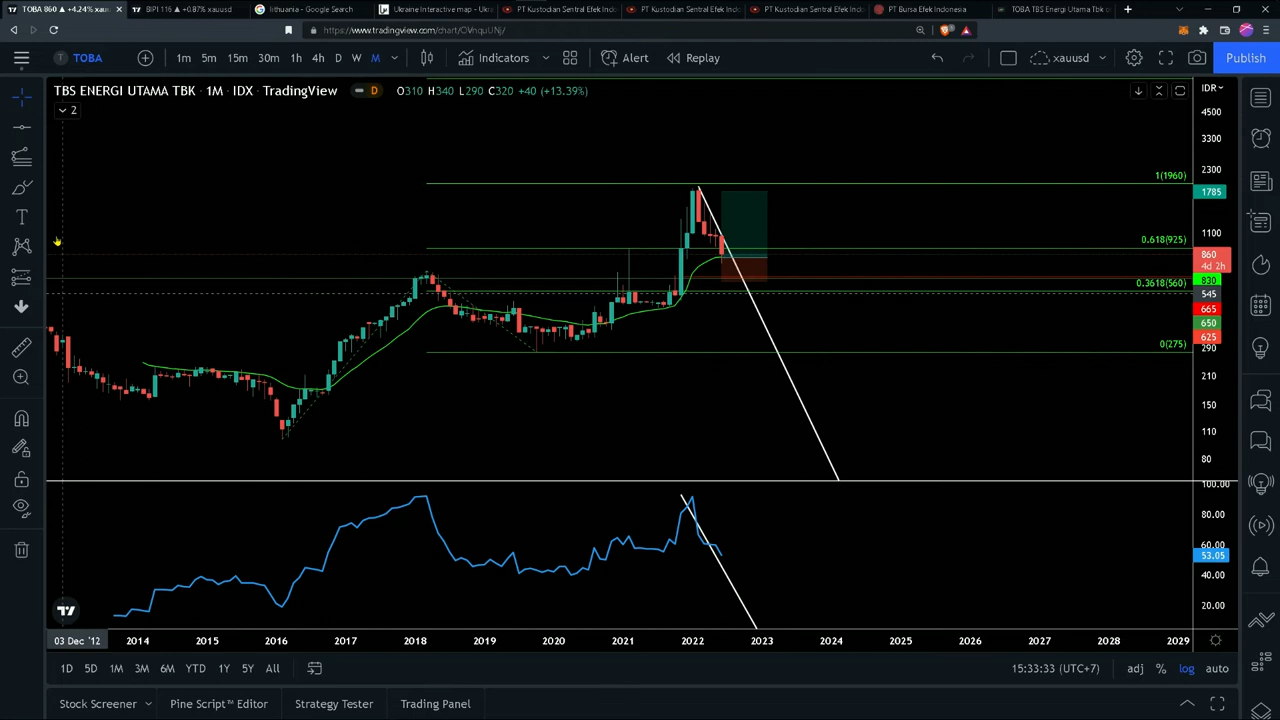 TOBA 860 ▲ +4.24% xaus
BIPI 116 ▲ +0.87% xauusd
lithuania - Google Search
Ukraine Interactive map - Ukra
PT Kustodian Sentral Efek Indo
PT Kustodian Sentral Efek Indo
PT Kustodian Sentral Efek Indo
PT Bursa Efek Indonesia
TOBA TBS Energi Utama Tbk
https://www.tradingview.com/chart/OVnquUNj/
T TOBA
1m 5m 15m 30m 1h 4h D W M
Indicators
Alert
Replay
xauusd
Publish
TBS ENERGI UTAMA TBK · 1M · IDX · TradingView
D
O310 H340 L290 C320 +40 (+13.39%)
2
IDR
4500
3300
2300
1(1960)
1785
1100
0.618(925)
860
4d 2h
830
0.3618(560)
545
665
650
625
0(275)
290
210
150
110
80
100.00
80.00
60.00
53.05
40.00
20.00
03 Dec '12 2014 2015 2016 2017 2018 2019 2020 2021 2022 2023 2024 2025 2026 2027 2028 2029
1D 5D 1M 3M 6M YTD 1Y 5Y All
15:33:33 (UTC+7)
adj % log auto
Stock Screener
Pine Script™ Editor
Strategy Tester
Trading Panel